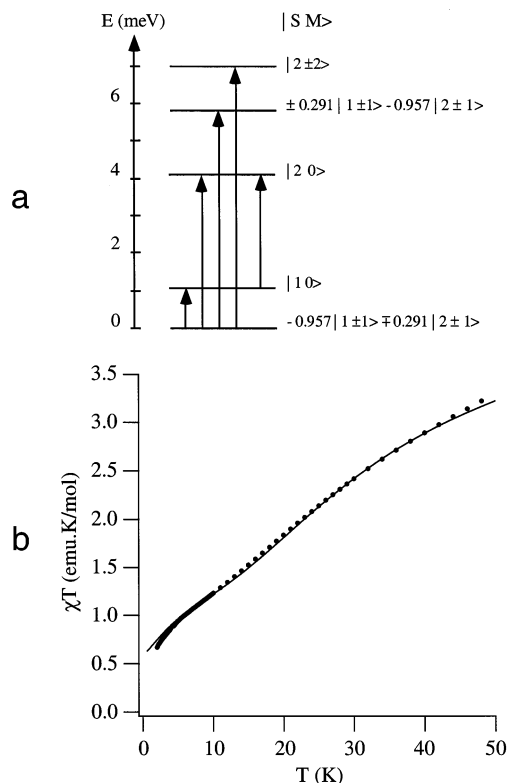 E (meV)
| S M>
| 2 ±2>
6
± 0.291 | 1 ±1> - 0.957 | 2 ± 1>
4
| 2 0>
a
2
| 1 0>
0
- 0.957 | 1 ±1> ∓ 0.291 | 2 ± 1>
3.5
3.0
2.5
b
χT (emu.K/mol)
2.0
1.5
1.0
0.5
0.0
0 10 20 30 40 50
T (K)